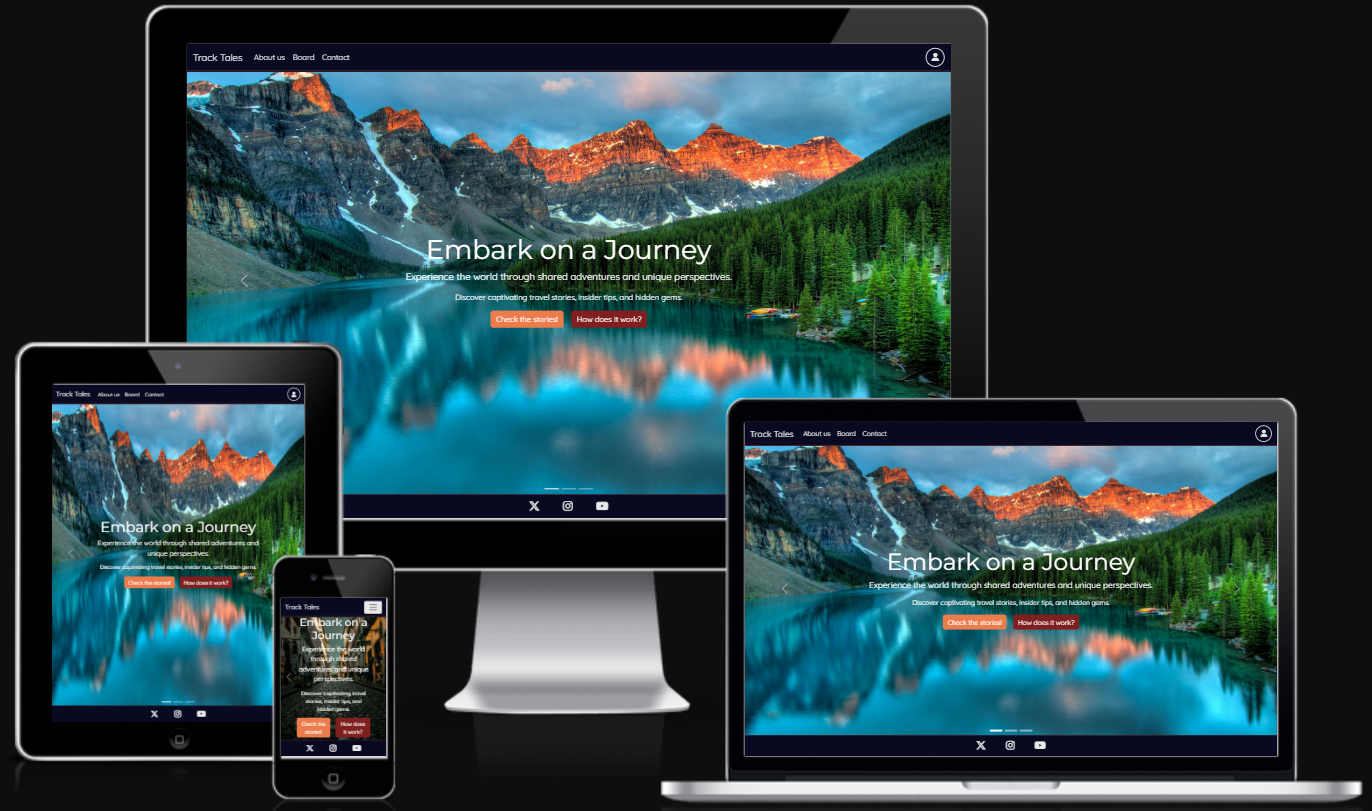 Track Tales About us Board Contact
Embark on a Journey
Experience the world through shared adventures and unique perspectives.
Discover captivating travel stories, insider tips, and hidden gems.
Check the stories! How does it work?
Track Tales About us Board Contact
Embark on a Journey
Experience the world through shared adventures and
unique perspectives.
Discover captivating travel stories, insider tips, and hidden gems.
Check the stories! How does it work?
Track Tales
Embark on a
Journey
Experience the world
through shared
adventures and unique
perspectives.
Discover captivating travel
stories, insider tips, and
hidden gems.
Check the How does
stories! it work?
Track Tales About us Board Contact
Embark on a Journey
Experience the world through shared adventures and unique perspectives.
Discover captivating travel stories, insider tips, and hidden gems.
Check the stories! How does it work?